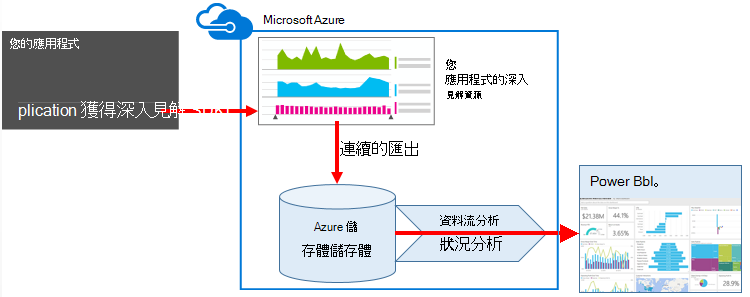 Microsoft Azure
您的應用程式
plication 獲得深入見解 SDK
您
應用程式的深入
見解資源
連續的匯出
Azure 儲
存體儲存體
資料流分析
狀況分析
Power BbI。
$21.38M
44.1%
3.65%
28.9%